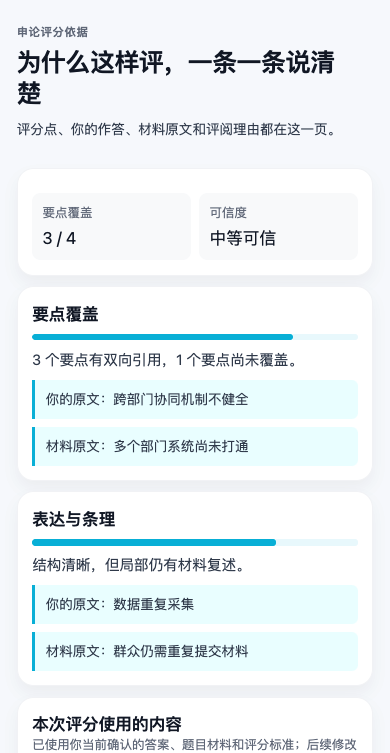 申论评分依据
为什么这样评，一条一条说清
楚
评分点、你的作答、材料原文和评阅理由都在这一页。
要点覆盖
3 / 4
可信度
中等可信
要点覆盖
3 个要点有双向引用，1 个要点尚未覆盖。
你的原文：跨部门协同机制不健全
材料原文：多个部门系统尚未打通
表达与条理
结构清晰，但局部仍有材料复述。
你的原文：数据重复采集
材料原文：群众仍需重复提交材料
本次评分使用的内容
已使用你当前确认的答案、题目材料和评分标准；后续修改